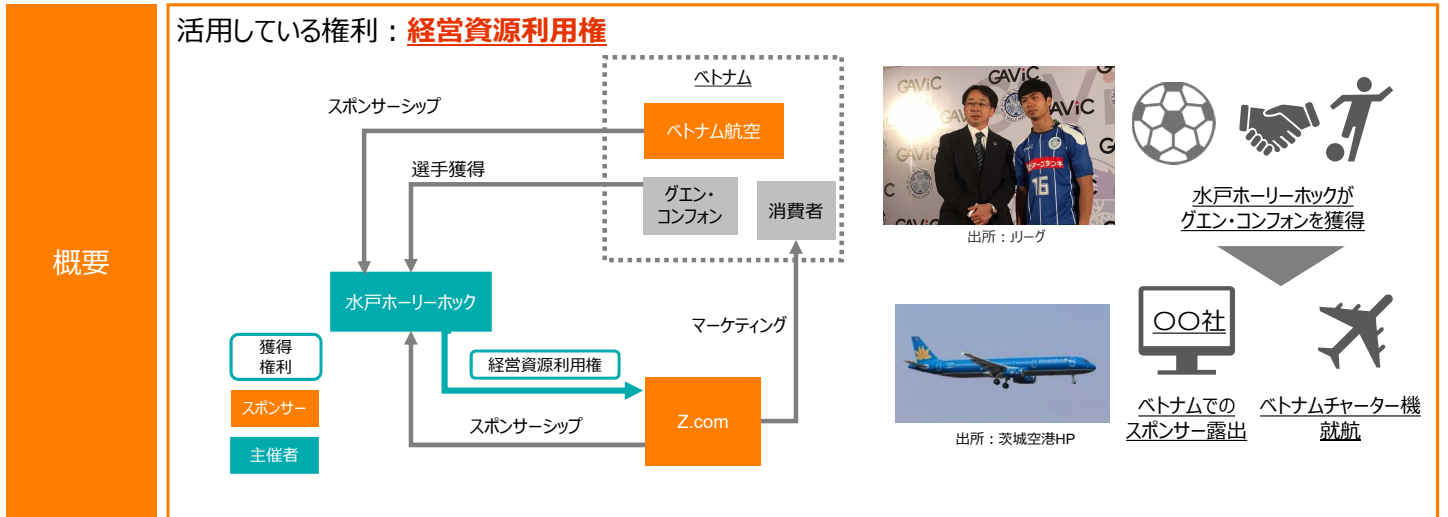 概要
活用している権利：経営資源利用権
ベトナム
スポンサーシップ
ベトナム航空
選手獲得
グエン・
コンフォン
消費者
水戸ホーリーホック
マーケティング
獲得
権利
経営資源利用権
スポンサー
スポンサーシップ
Z.com
主催者
GAViC
GAViC
GAViC
16
出所：Jリーグ
水戸ホーリーホックが
グエン・コンフォンを獲得
〇〇社
出所：茨城空港HP
ベトナムでの
スポンサー露出
ベトナムチャーター機
就航